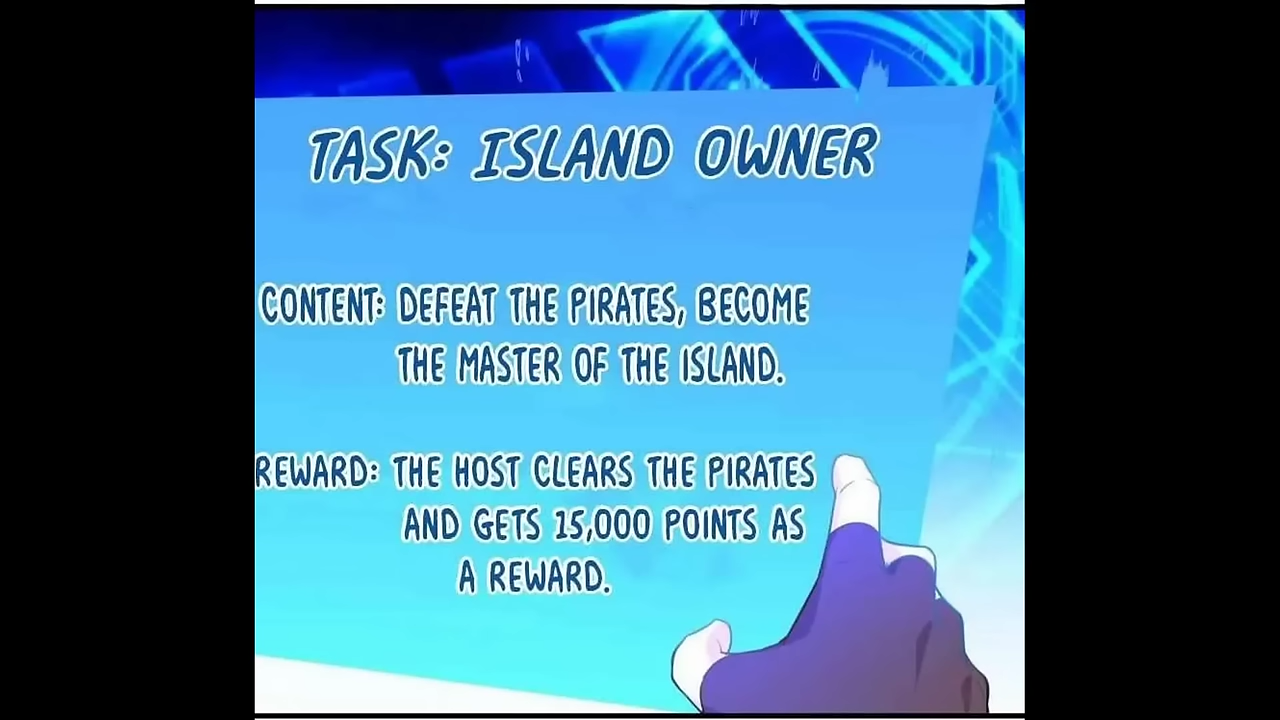 TASK: ISLAND OWNER
CONTENT: DEFEAT THE PIRATES, BECOME
THE MASTER OF THE ISLAND.
REWARD: THE HOST CLEARS THE PIRATES
AND GETS 15,000 POINTS AS
A REWARD.